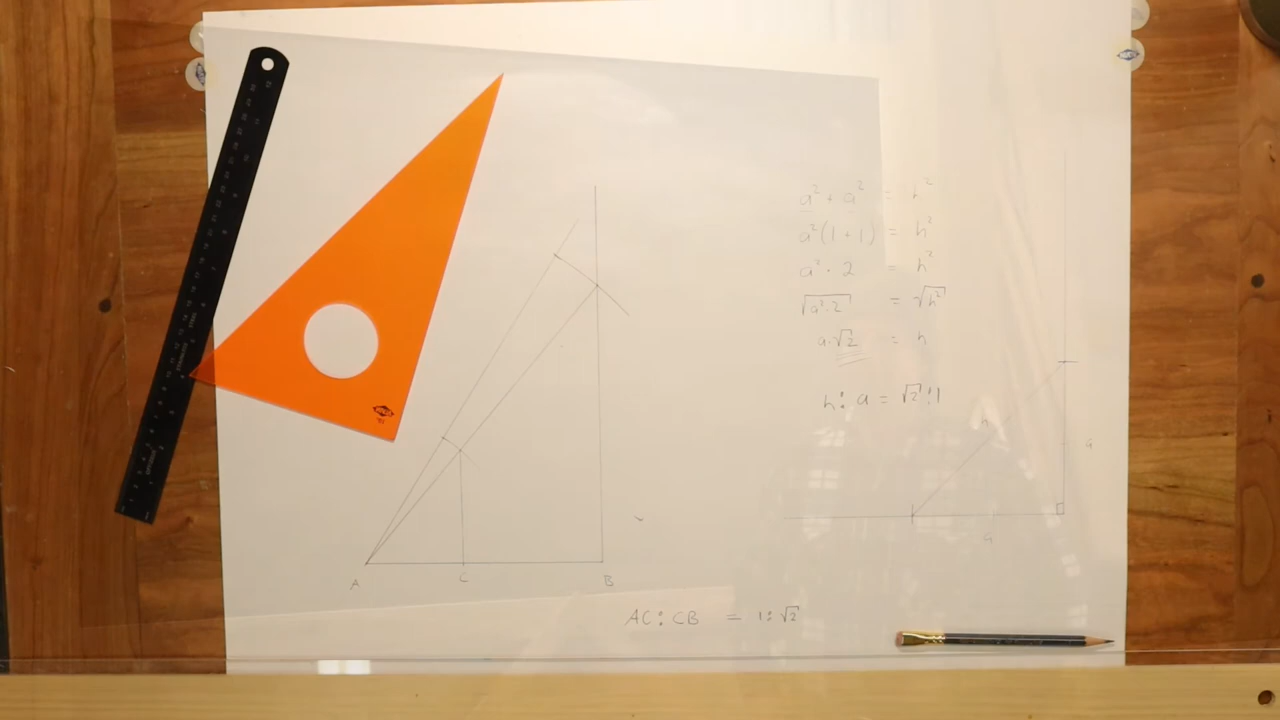 a² + a² = h²
a²(1+1) = h²
a² · 2 = h²
√a²·2 = √h²
a·√2 = h
h : a = √2 : 1
h
a
a
A
C
B
AC : CB = 1 : √2